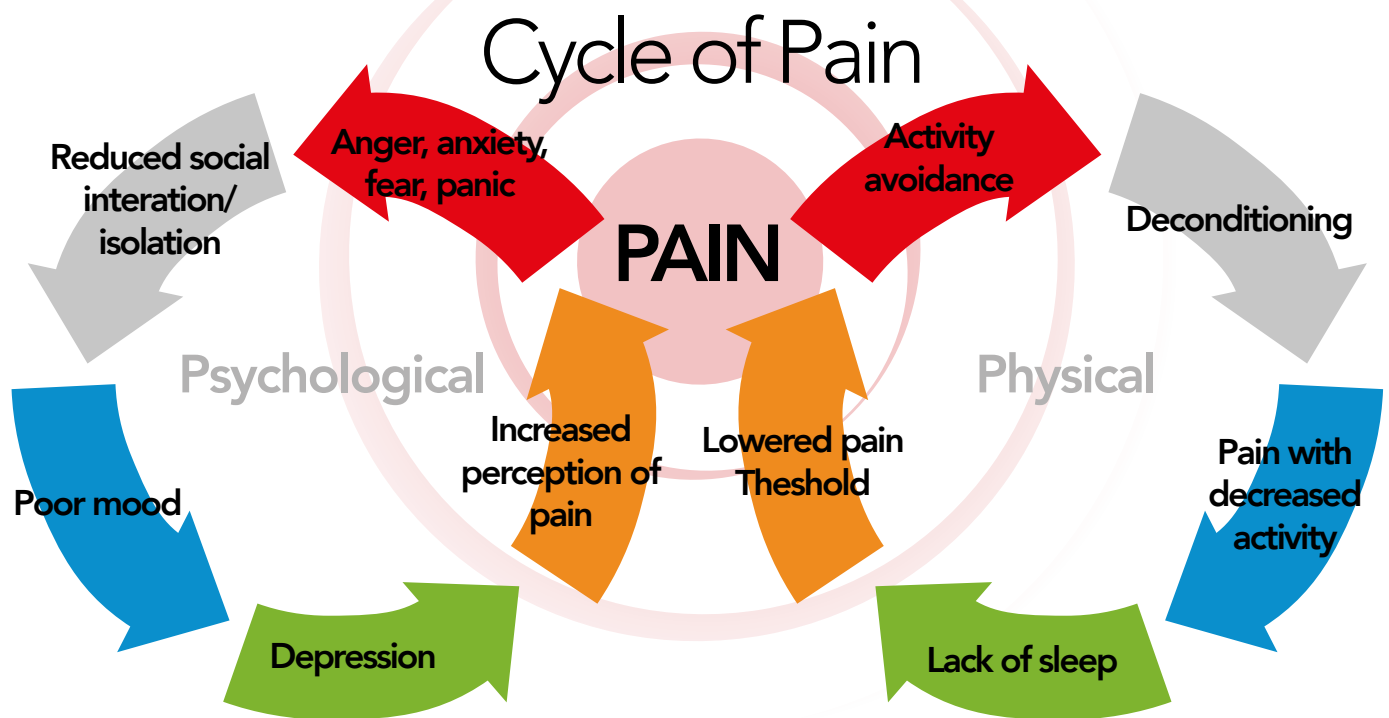 Cycle of Pain
Anger, anxiety,
fear, panic
Reduced social
interation/
isolation
Poor mood
Depression
Increased
perception of
pain
Psychological
PAIN
Activity
avoidance
Deconditioning
Pain with
decreased
activity
Lack of sleep
Lowered pain
Theshold
Physical